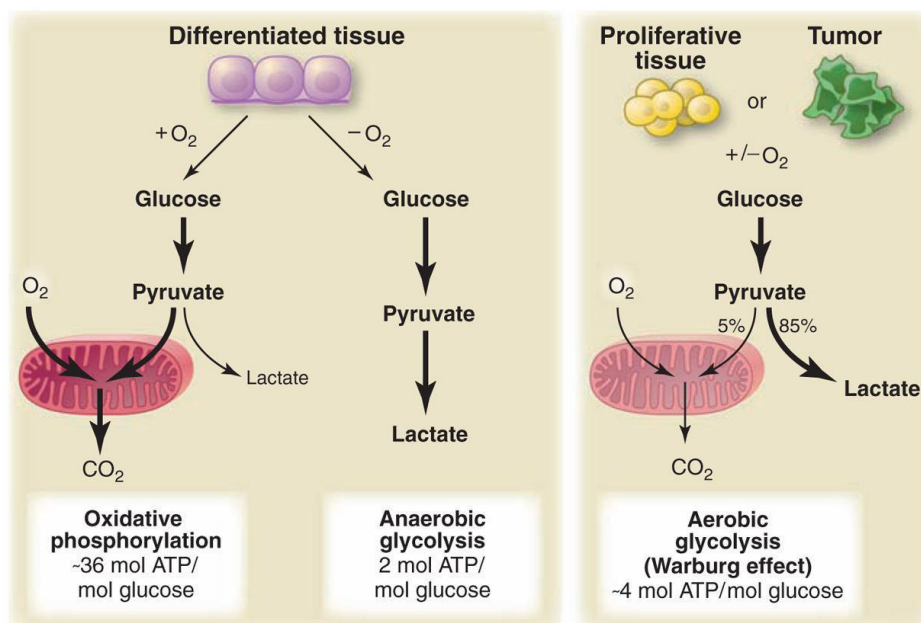 Differentiated tissue
+O₂
−O₂
Glucose
Glucose
O₂
Pyruvate
Pyruvate
Lactate
Lactate
CO₂
Oxidative
phosphorylation
~36 mol ATP/
mol glucose
Anaerobic
glycolysis
2 mol ATP/
mol glucose
Proliferative
tissue
or
Tumor
+/−O₂
Glucose
O₂
Pyruvate
5%
85%
Lactate
CO₂
Aerobic
glycolysis
(Warburg effect)
~4 mol ATP/mol glucose